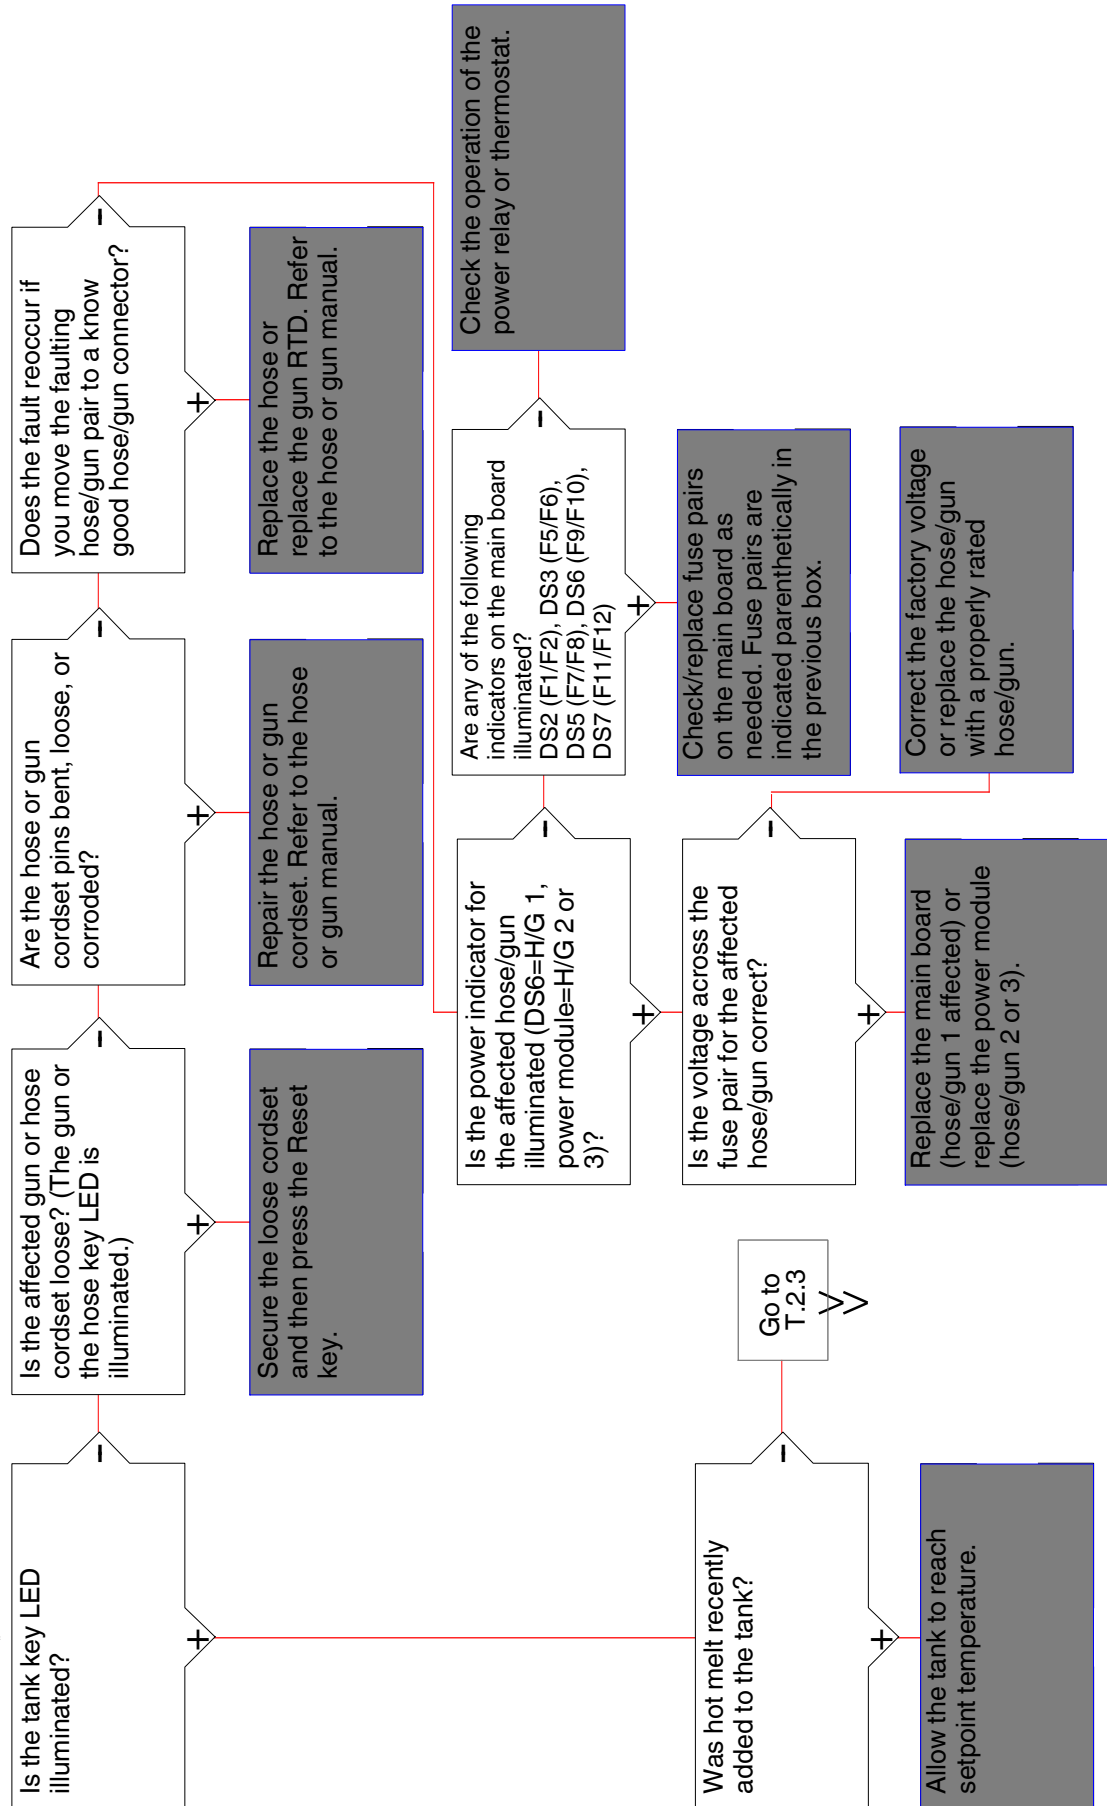 Is the tank key LED
illuminated?
–
+
Is the affected gun or hose
cordset loose? (The gun or
the hose key LED is
illuminated.)
–
+
Are the hose or gun
cordset pins bent, loose, or
corroded?
–
+
Does the fault reoccur if
you move the faulting
hose/gun pair to a know
good hose/gun connector?
–
+
Secure the loose cordset
and then press the Reset
key.
Repair the hose or gun
cordset. Refer to the hose
or gun manual.
Replace the hose or
replace the gun RTD. Refer
to the hose or gun manual.
Is the power indicator for
the affected hose/gun
illuminated (DS6=H/G 1,
power module=H/G 2 or
3)?
–
+
Are any of the following
indicators on the main board
illuminated?
DS2 (F1/F2), DS3 (F5/F6),
DS5 (F7/F8), DS6 (F9/F10),
DS7 (F11/F12)
–
+
Check the operation of the
power relay or thermostat.
Is the voltage across the
fuse pair for the affected
hose/gun correct?
–
+
Check/replace fuse pairs
on the main board as
needed. Fuse pairs are
indicated parenthetically in
the previous box.
Was hot melt recently
added to the tank?
–
+
Go to
T.2.3
>>
Replace the main board
(hose/gun 1 affected) or
replace the power module
(hose/gun 2 or 3).
Correct the factory voltage
or replace the hose/gun
with a properly rated
hose/gun.
Allow the tank to reach
setpoint temperature.